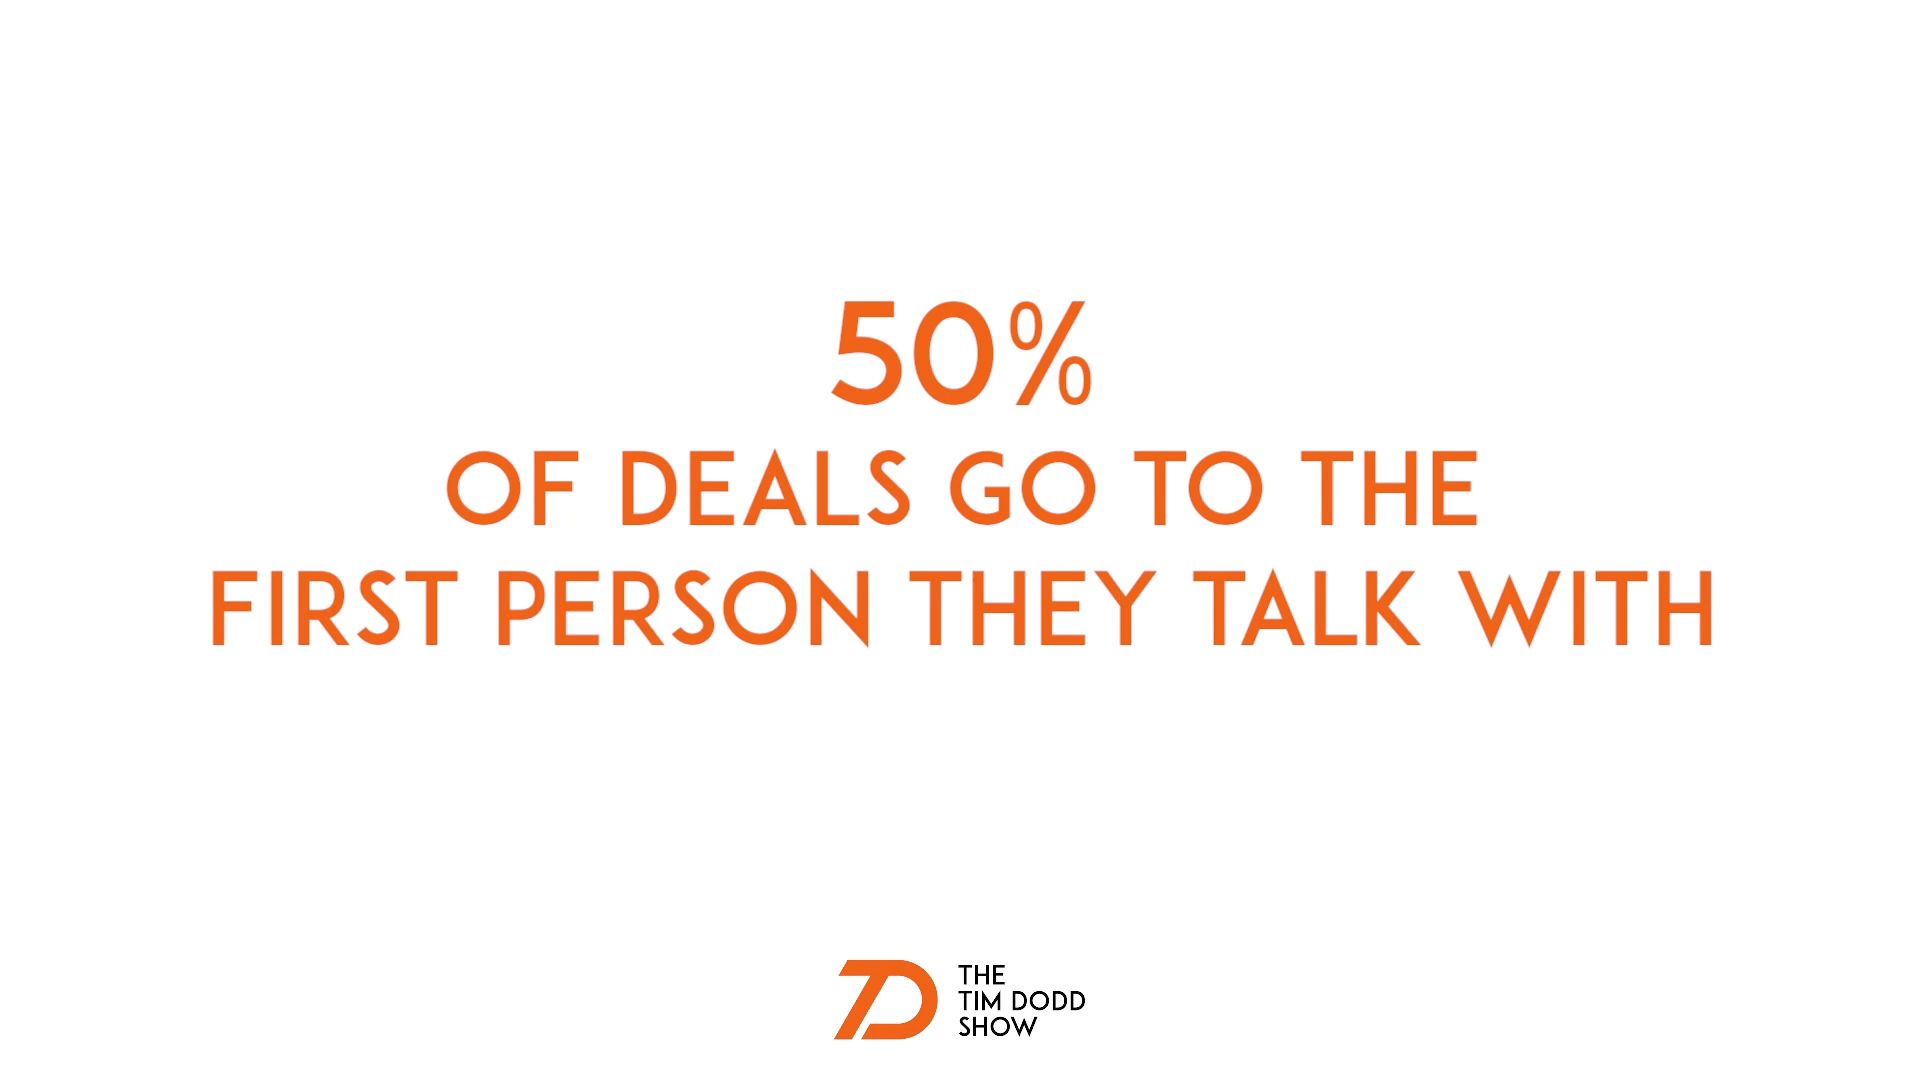 50%
OF DEALS GO TO THE
FIRST PERSON THEY TALK WITH
THE
TIM DODD
SHOW